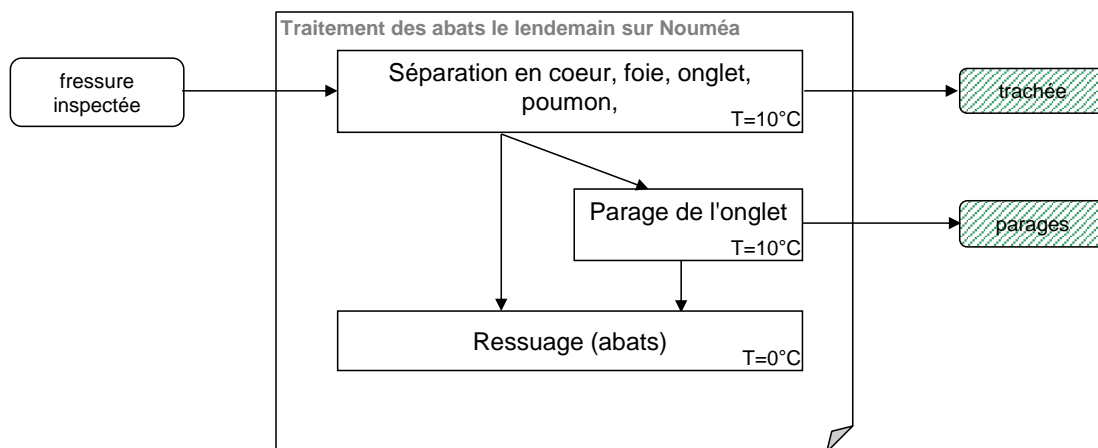 Traitement des abats le lendemain sur Nouméa
fressure
inspectée
Séparation en coeur, foie, onglet,
poumon,
T=10°C
trachée
Parage de l'onglet
T=10°C
parages
Ressuage (abats)
T=0°C